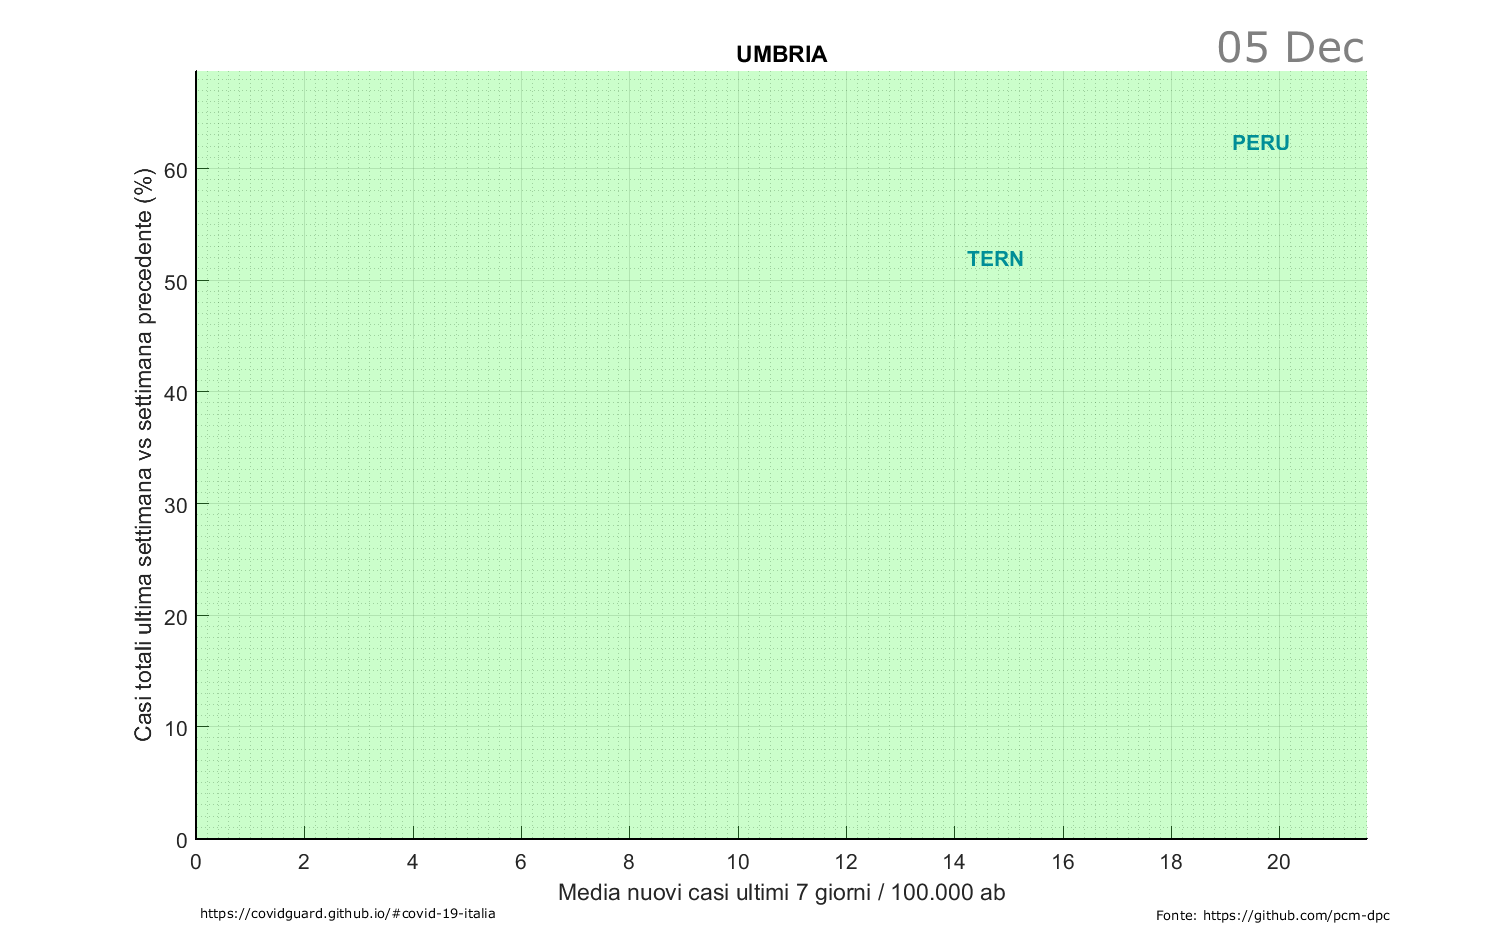 UMBRIA
05 Dec
PERU
TERN
Casi totali ultima settimana vs settimana precedente (%)
60
50
40
30
20
10
0
0 2 4 6 8 10 12 14 16 18 20
Media nuovi casi ultimi 7 giorni / 100.000 ab
https://covidguard.github.io/#covid-19-italia
Fonte: https://github.com/pcm-dpc